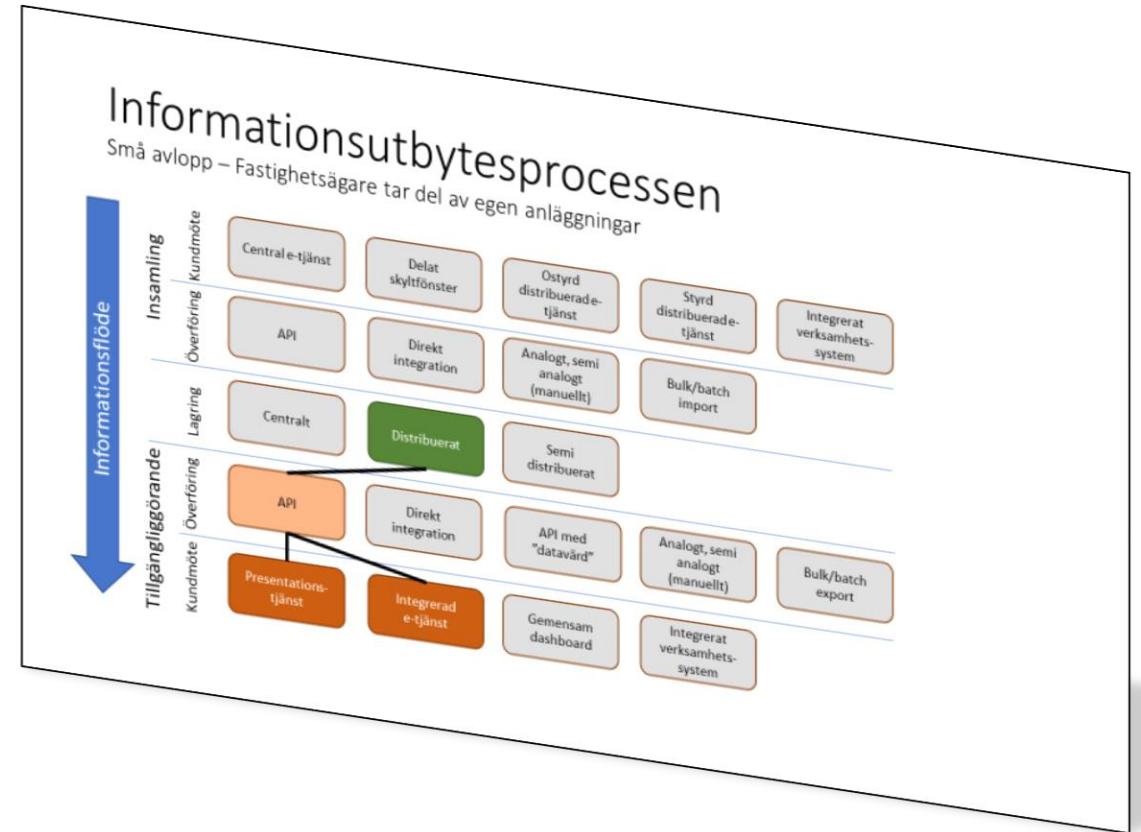 Informationsutbytesprocessen
Små avlopp – Fastighetsägare tar del av egen anläggningar
Informationsflöde
Insamling
Tillgängliggörande
Kundmöte
Central e-tjänst
Delat
skyltfönster
Ostyrd
distribuerad e-
tjänst
Styrd
distribuerad e-
tjänst
Integrerat
verksamhets-
system
Överföring
API
Direkt
integration
Analogt, semi
analogt
(manuellt)
Bulk/batch
import
Lagring
Centralt
Distribuerat
Semi
distribuerat
Överföring
API
Direkt
integration
API med
”datavärd”
Analogt, semi
analogt
(manuellt)
Bulk/batch
export
Kundmöte
Presentations-
tjänst
Integrerad
e-tjänst
Gemensam
dashboard
Integrerat
verksamhets-
system